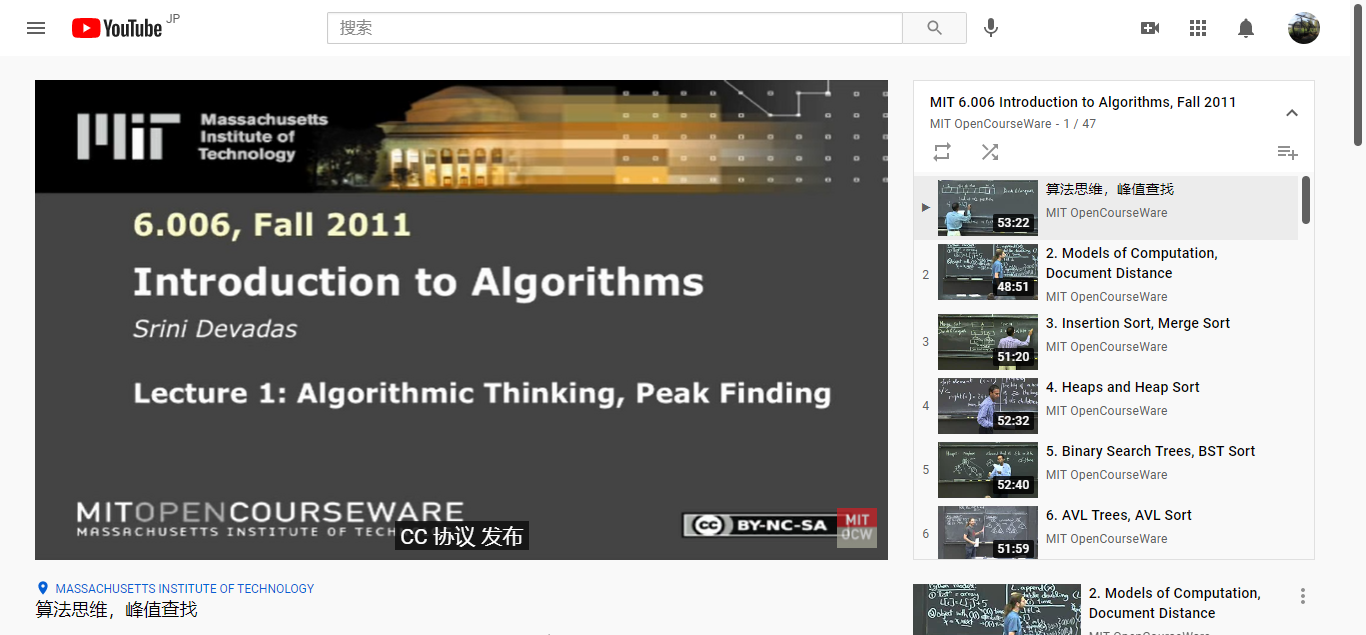 YouTube JP
搜索
MIT Massachusetts
Institute of
Technology
6.006, Fall 2011
Introduction to Algorithms
Srini Devadas
Lecture 1: Algorithmic Thinking, Peak Finding
MITOPENCOURSEWARE
MASSACHUSETTS INSTITUTE OF TECH
CC 协议 发布
cc BY-NC-SA
MIT
OCW
MASSACHUSETTS INSTITUTE OF TECHNOLOGY
算法思维，峰值查找
MIT 6.006 Introduction to Algorithms, Fall 2011
MIT OpenCourseWare - 1 / 47
53:22
算法思维，峰值查找
MIT OpenCourseWare
2
48:51
2. Models of Computation,
Document Distance
MIT OpenCourseWare
3
51:20
3. Insertion Sort, Merge Sort
MIT OpenCourseWare
4
52:32
4. Heaps and Heap Sort
MIT OpenCourseWare
5
52:40
5. Binary Search Trees, BST Sort
MIT OpenCourseWare
6
51:59
6. AVL Trees, AVL Sort
MIT OpenCourseWare
2. Models of Computation,
Document Distance
MIT OpenCourseWare